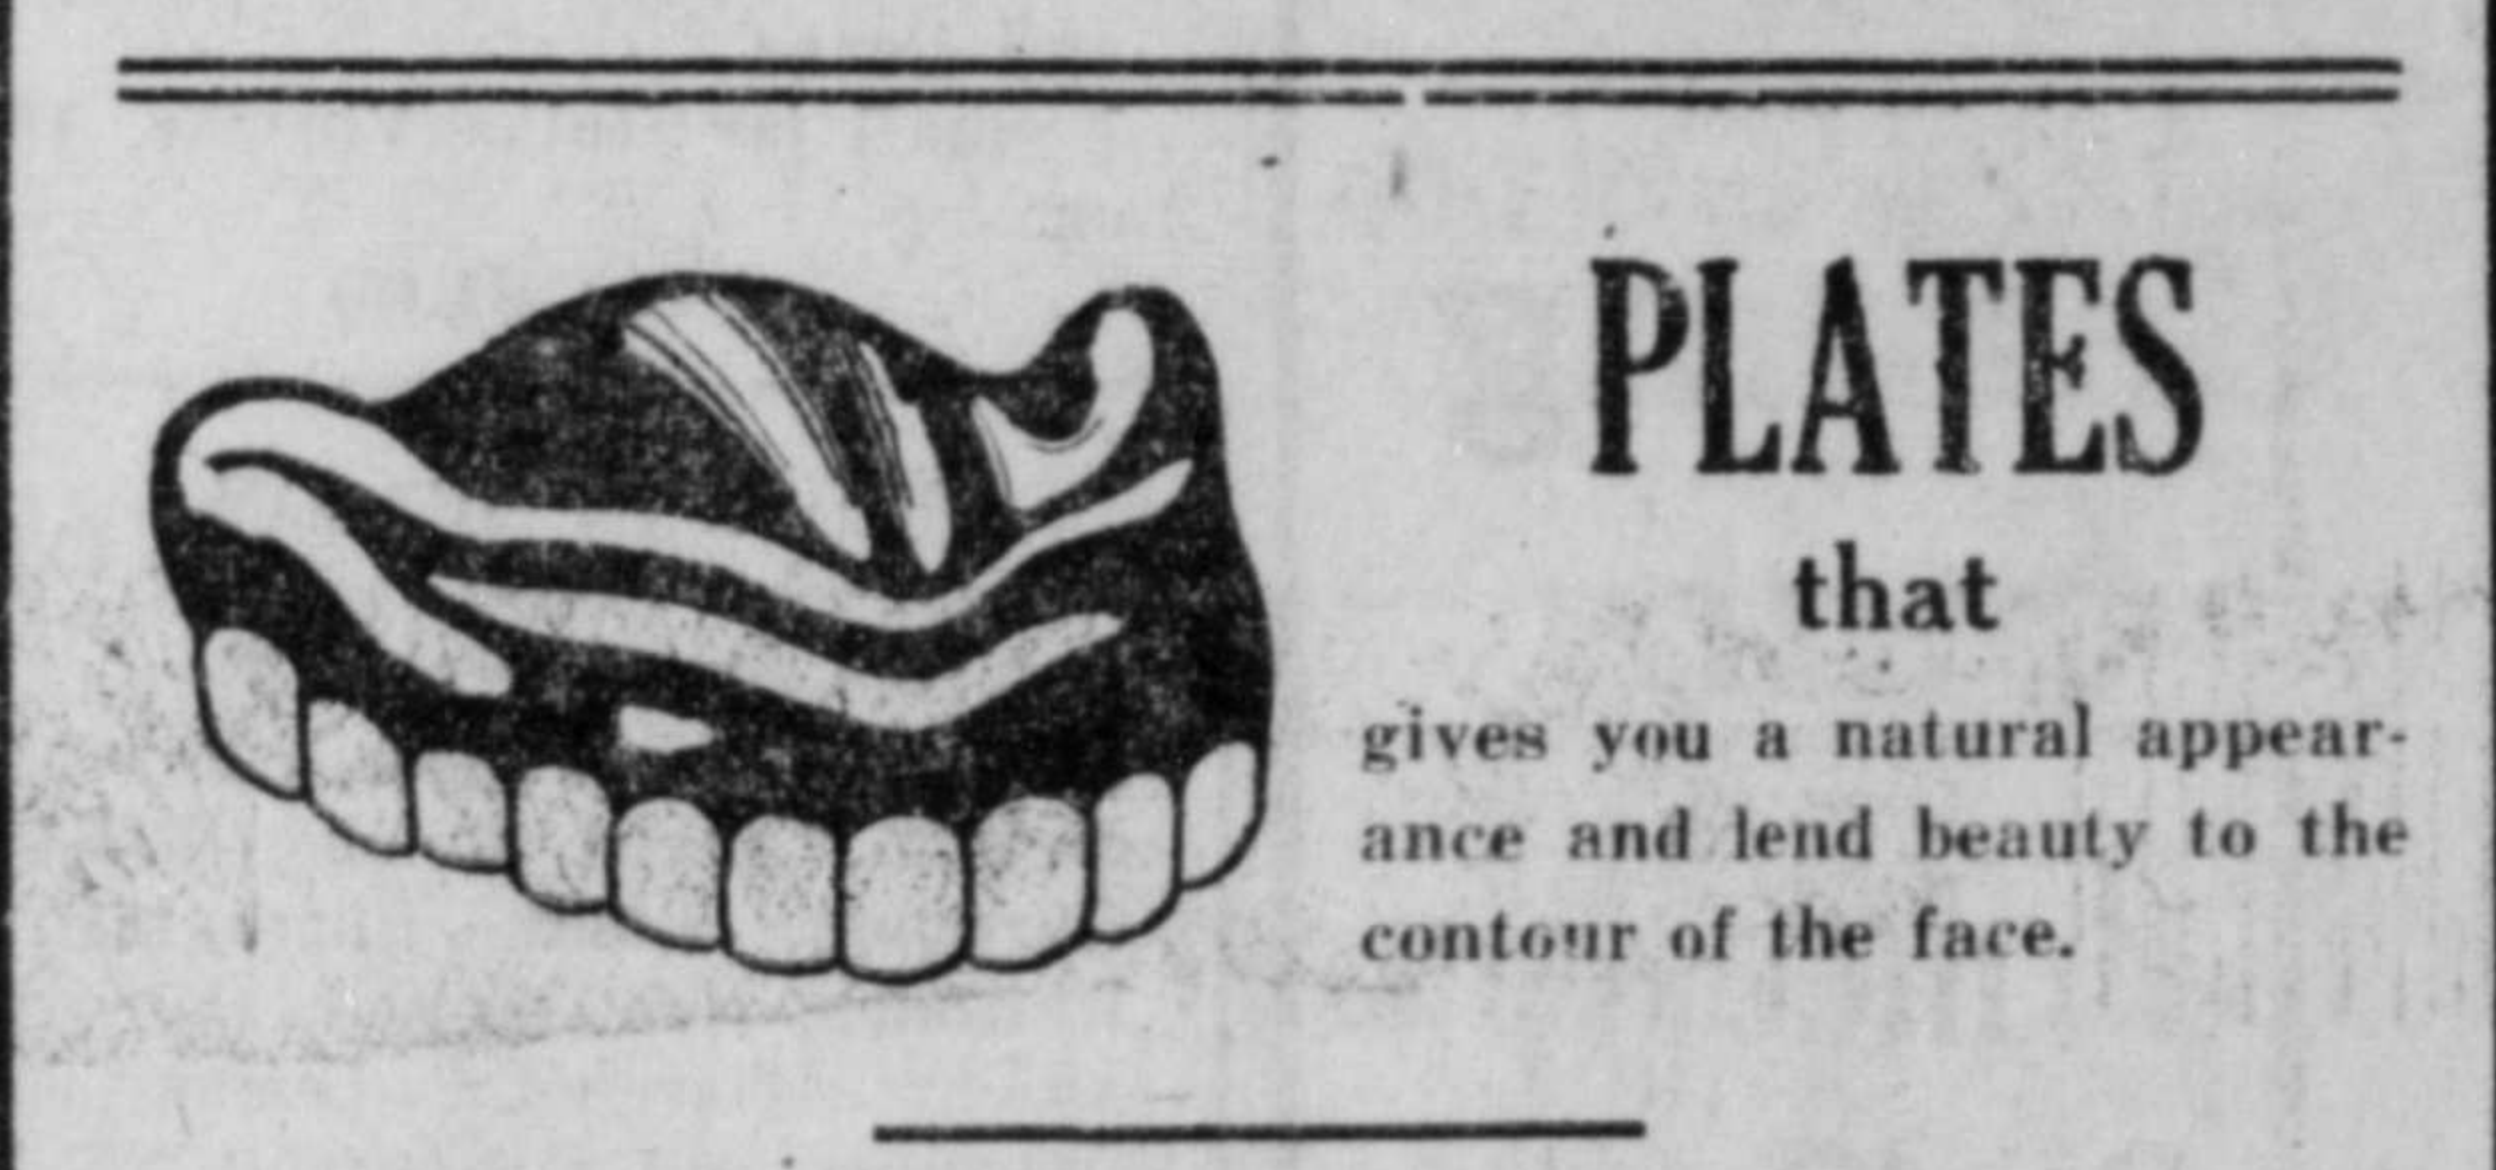 PLATES
that
gives you a natural appear-
ance and lend beauty to the
contour of the face.